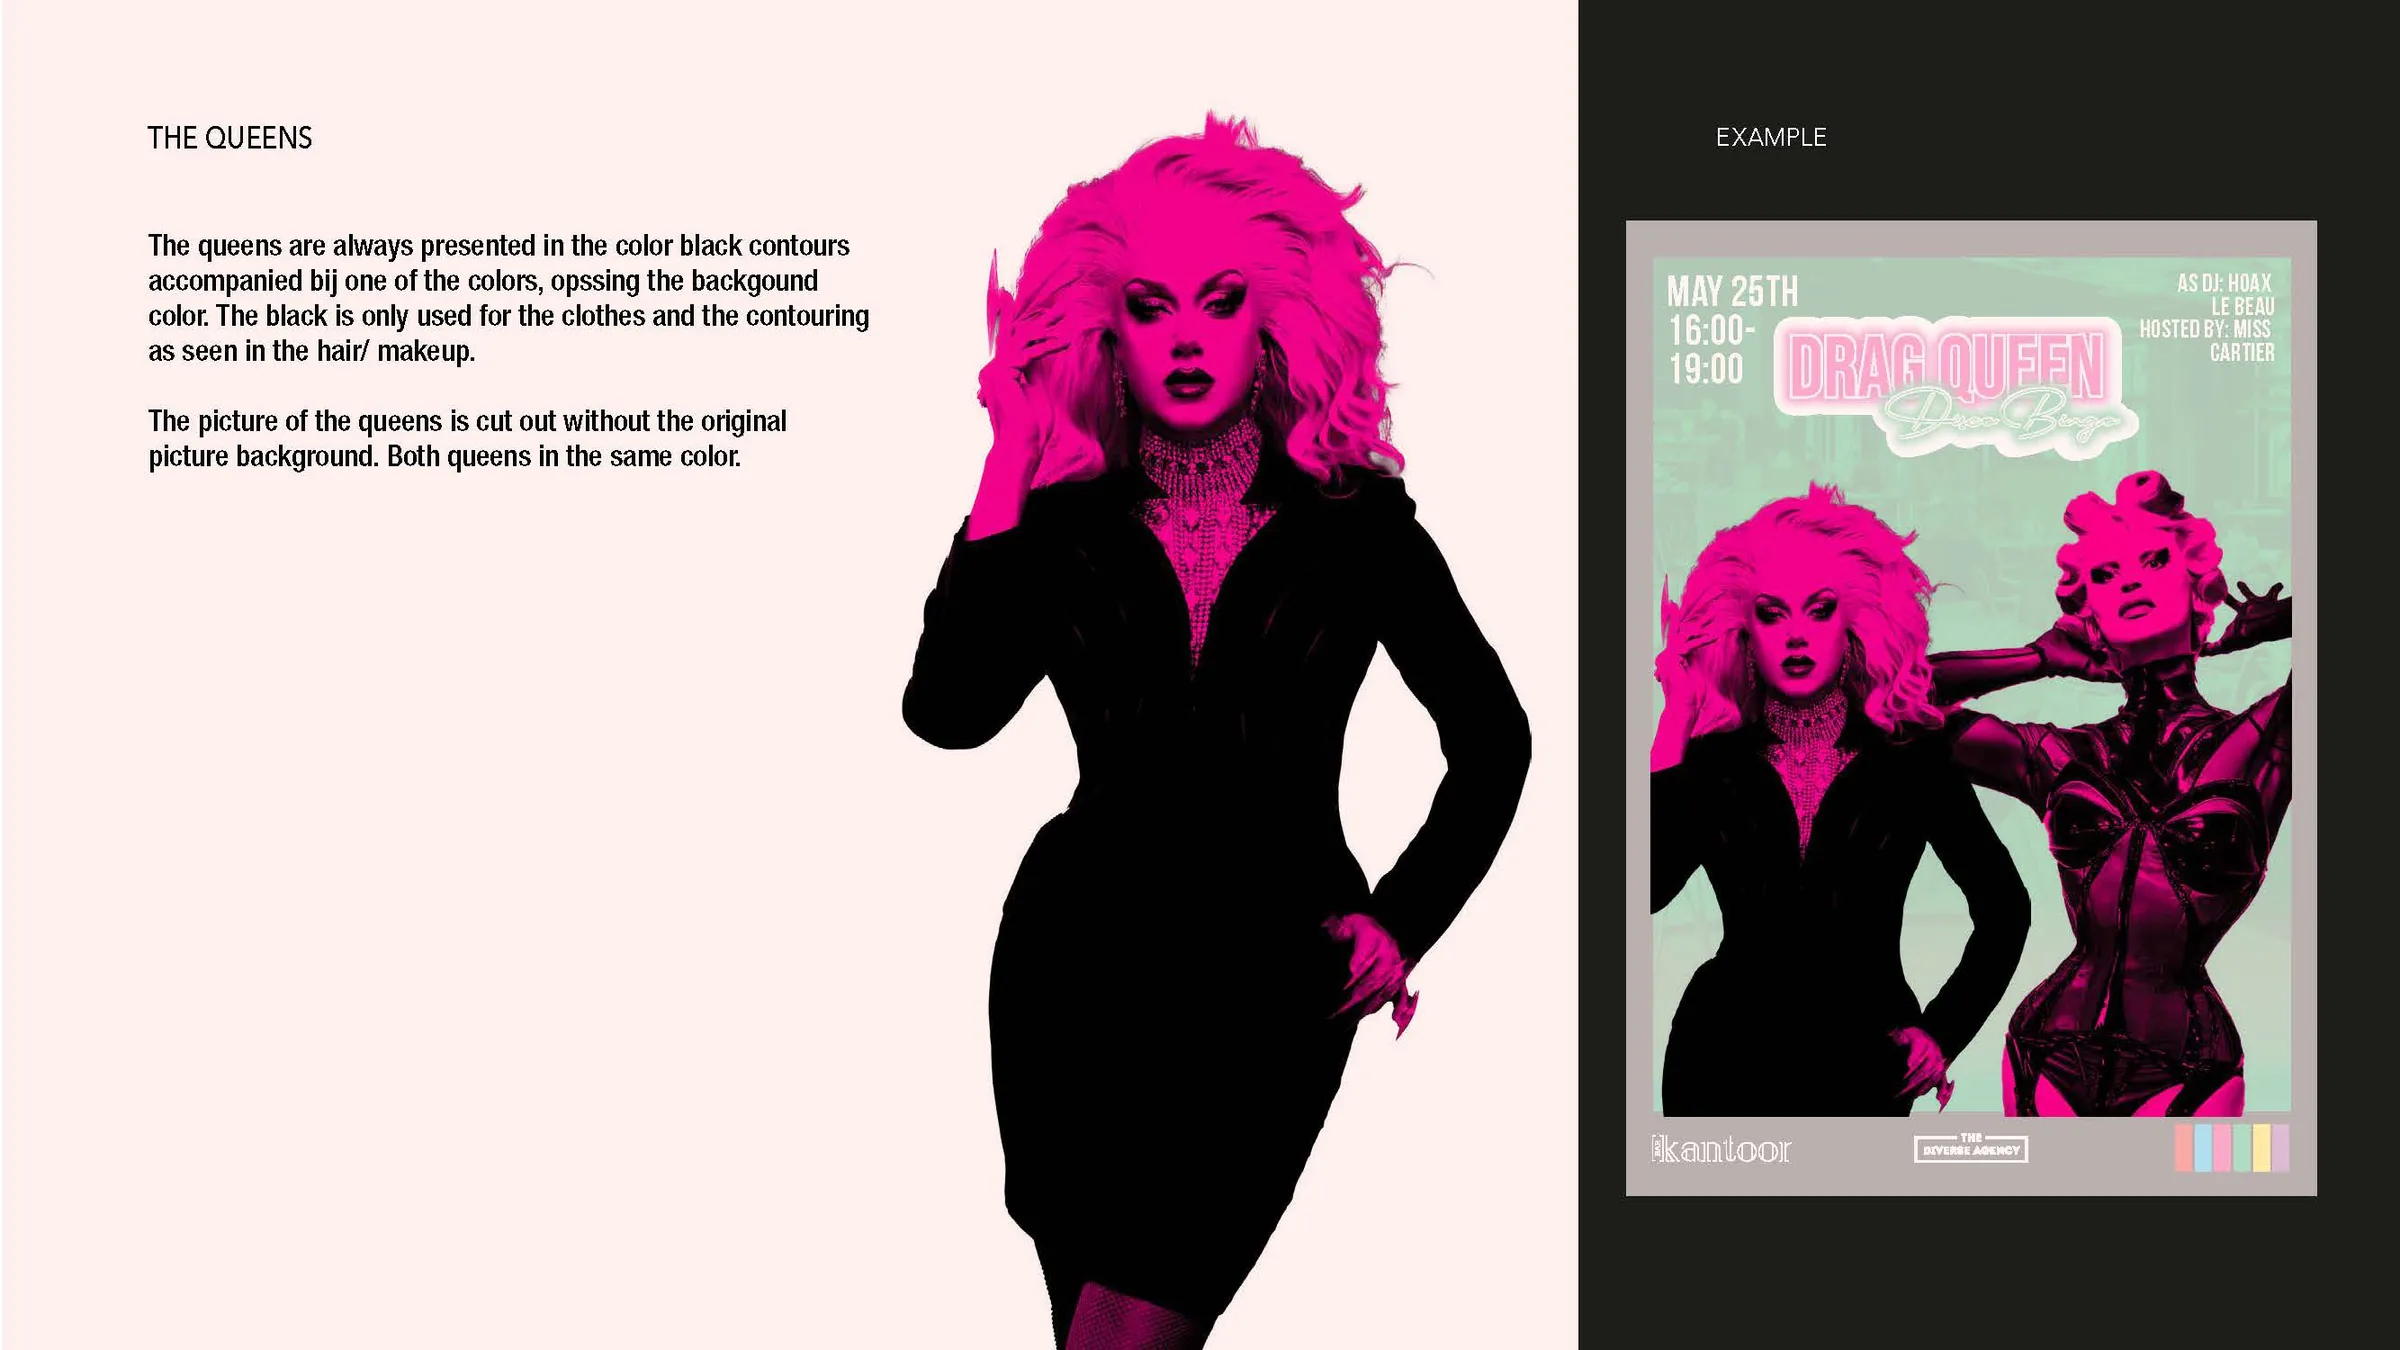 THE QUEENS
The queens are always presented in the color black contours
accompanied bij one of the colors, opssing the backgound
color. The black is only used for the clothes and the contouring
as seen in the hair/ makeup.
The picture of the queens is cut out without the original
picture background. Both queens in the same color.
EXAMPLE
MAY 25TH
16:00-
19:00
AS DJ: HOAX
LE BEAU
HOSTED BY: MISS
CARTIER
DRAG QUEEN
Disco Bingo
BAR
kantoor
THE
DIVERSE AGENCY